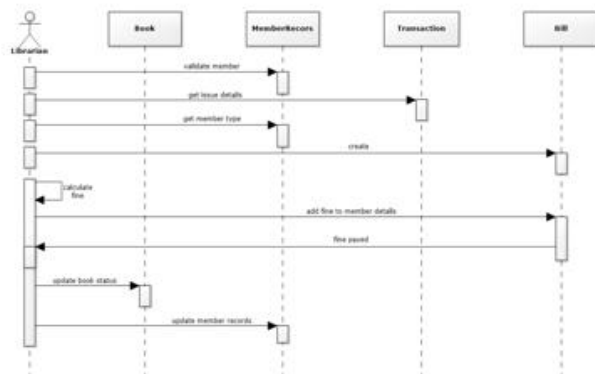 Book
MemberRecors
Transaction
Bill
Librarian
validate member
get issue details
get member type
create
calculate
fine
add fine to member details
fine payed
update book status
update member records